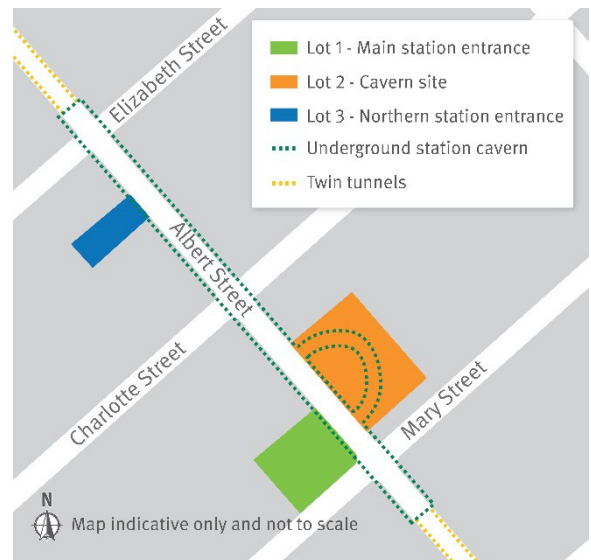 Elizabeth Street
Lot 1 - Main station entrance
Lot 2 - Cavern site
Lot 3 - Northern station entrance
Underground station cavern
Twin tunnels
Albert Street
Charlotte Street
Mary Street
N
Map indicative only and not to scale